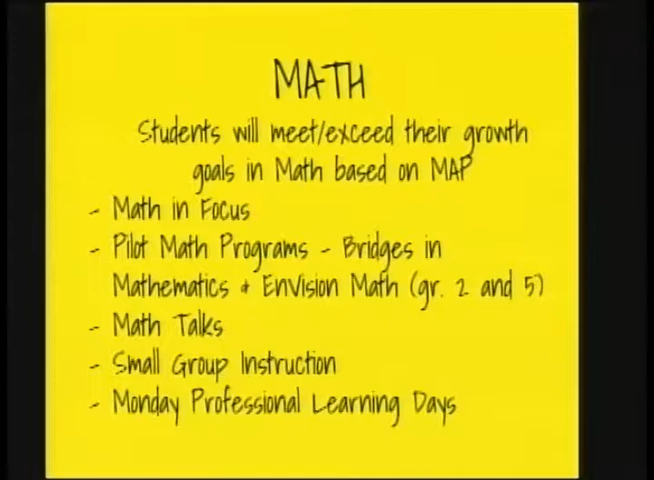 MATH
Students will meet/exceed their growth
goals in Math based on MAP
- Math in Focus
- Pilot Math Programs - Bridges in
Mathematics & EnVision Math (gr. 2 and 5)
- Math Talks
- Small Group Instruction
- Monday Professional Learning Days